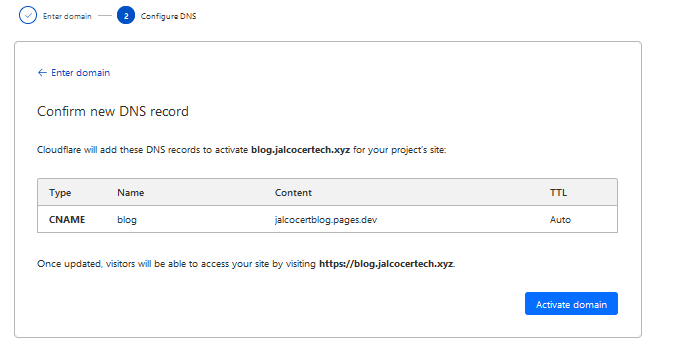 Enter domain 2 Configure DNS
← Enter domain
Confirm new DNS record
Cloudflare will add these DNS records to activate blog.jalcocertech.xyz for your project's site:
Type Name Content TTL
CNAME blog jalcocertblog.pages.dev Auto
Once updated, visitors will be able to access your site by visiting https://blog.jalcocertech.xyz.
Activate domain